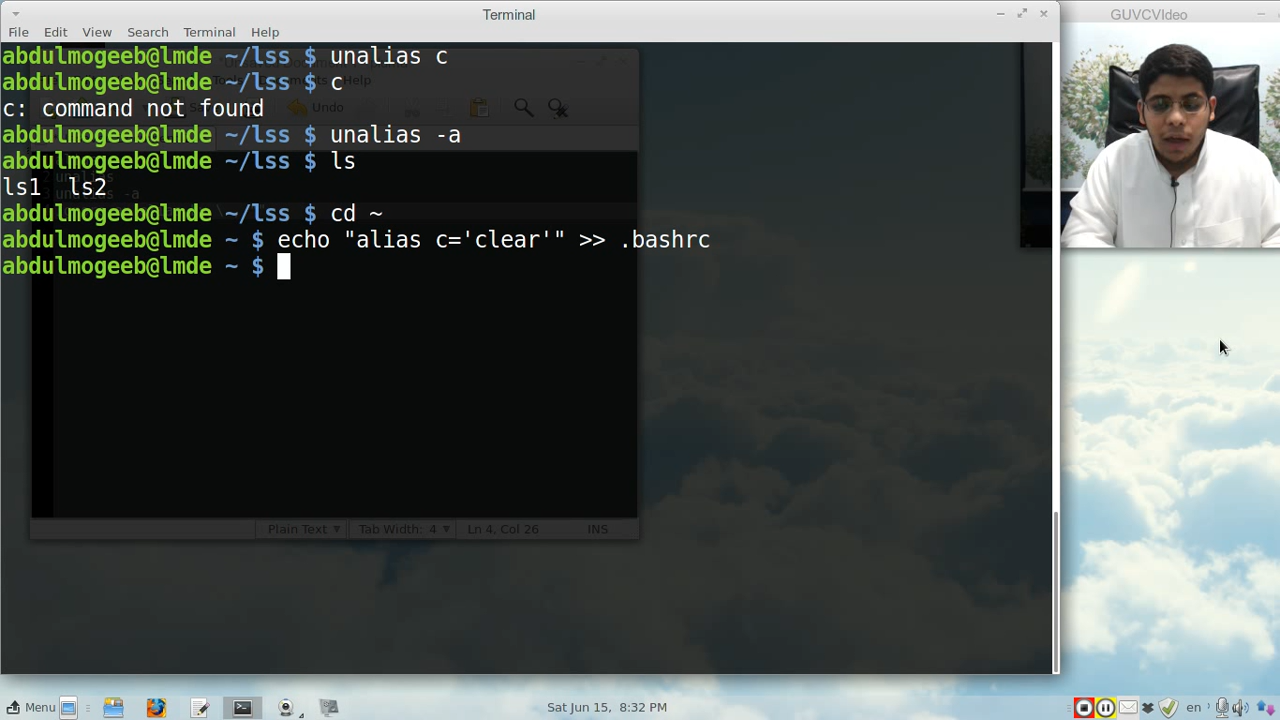 Terminal
GUVCVIdeo
File Edit View Search Terminal Help
abdulmogeeb@lmde ~/lss $ unalias c
abdulmogeeb@lmde ~/lss $ c
c: command not found
abdulmogeeb@lmde ~/lss $ unalias -a
abdulmogeeb@lmde ~/lss $ ls
ls1 ls2
abdulmogeeb@lmde ~/lss $ cd ~
abdulmogeeb@lmde ~ $ echo "alias c='clear'" >> .bashrc
abdulmogeeb@lmde ~ $
Help
Undo
unalias -a
Plain Text Tab Width: 4 Ln 4, Col 26 INS
Menu
Sat Jun 15, 8:32 PM
en